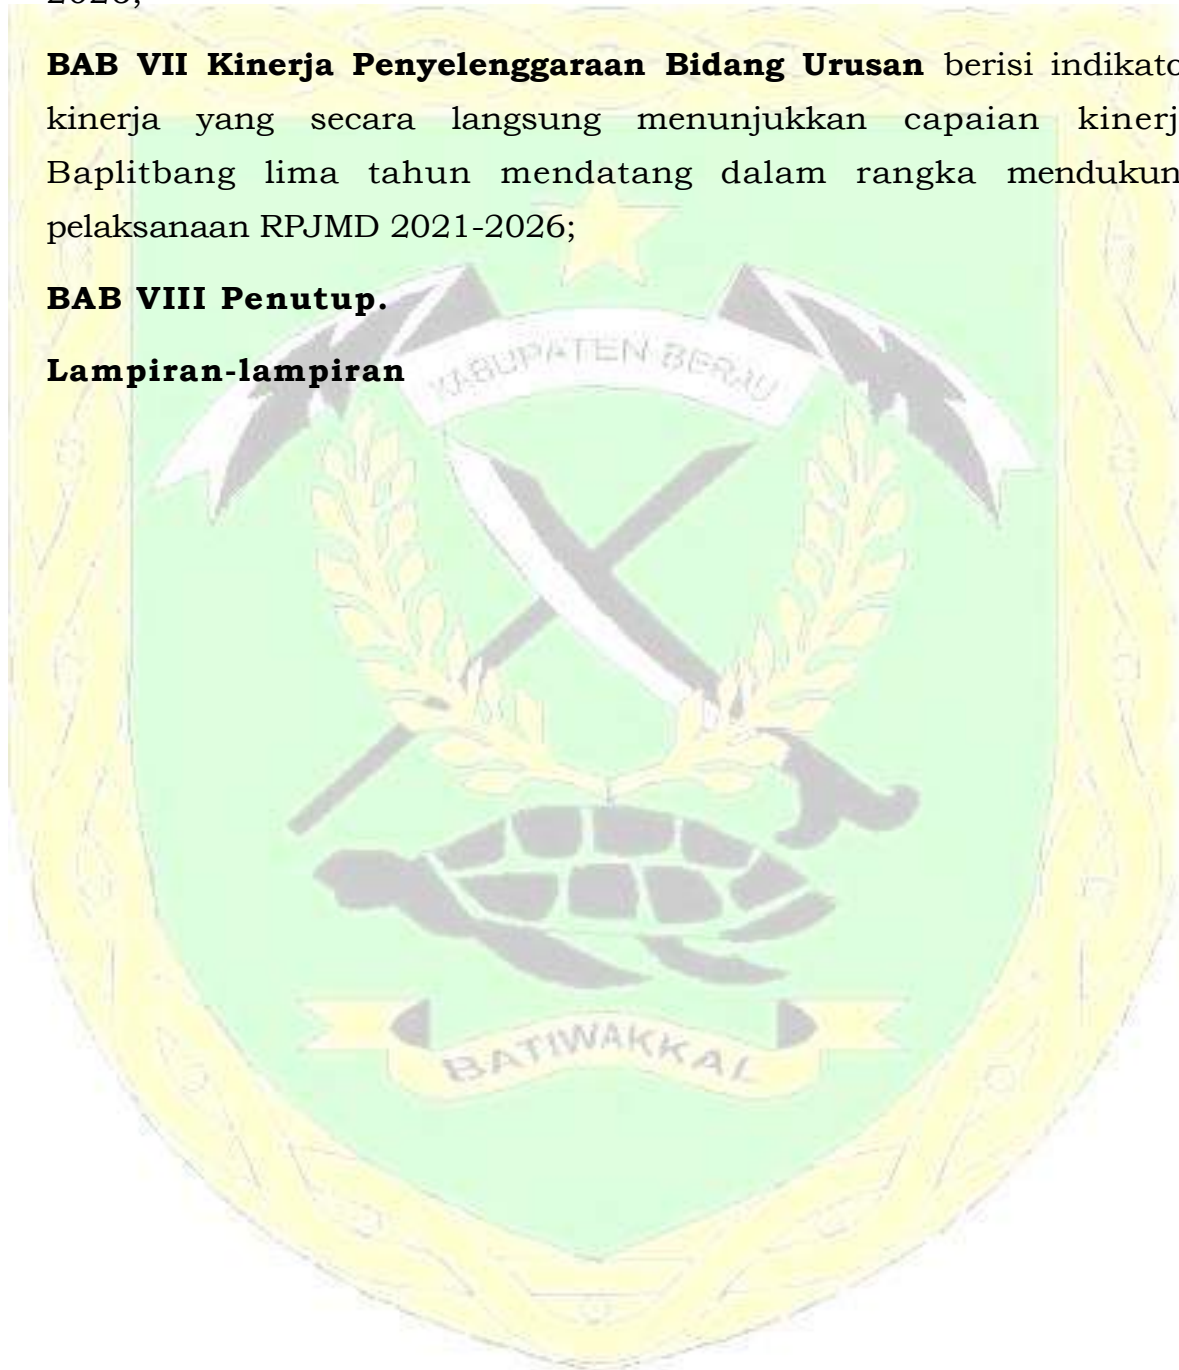 2026;
BAB VII Kinerja Penyelenggaraan Bidang Urusan berisi indikato
kinerja yang secara langsung menunjukkan capaian kinerj
Baplitbang lima tahun mendatang dalam rangka mendukun
pelaksanaan RPJMD 2021-2026;
BAB VIII Penutup.
Lampiran-lampiran
KABUPATEN BERAU
BATIWAKKAL